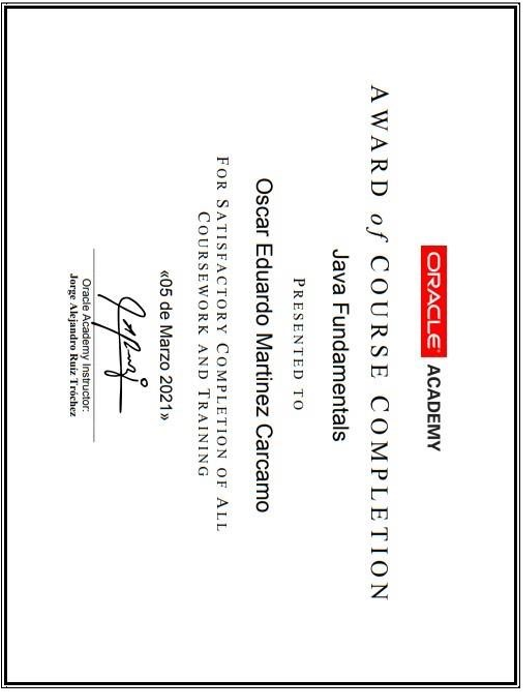 ORACLE ACADEMY
AWARD of COURSE COMPLETION
Java Fundamentals
PRESENTED TO
Oscar Eduardo Martinez Carcamo
FOR SATISFACTORY COMPLETION OF ALL
COURSEWORK AND TRAINING
«05 de Marzo 2021»
Oracle Academy Instructor:
Jorge Alejandro Ruiz Tróchez